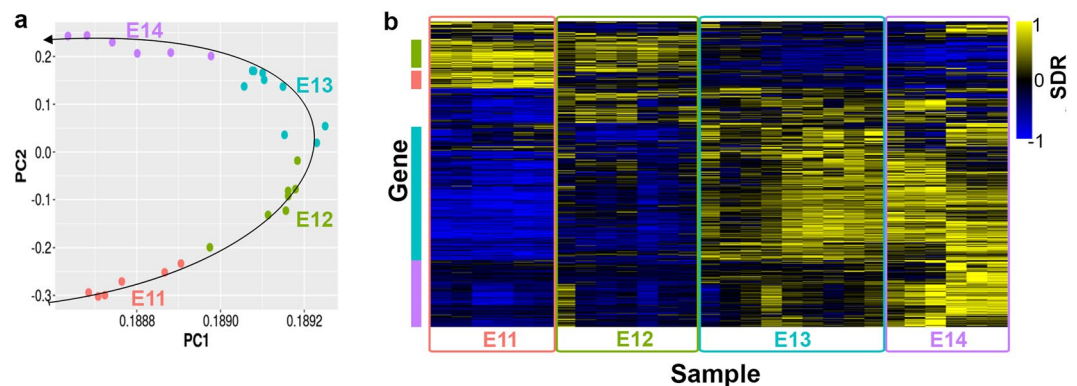 a
E14
E13
E12
E11
0.2
0.1
0.0
-0.1
-0.2
-0.3
PC2
0.1888
0.1890
0.1892
PC1
b
Gene
E11
E12
E13
E14
Sample
1
0
-1
SDR